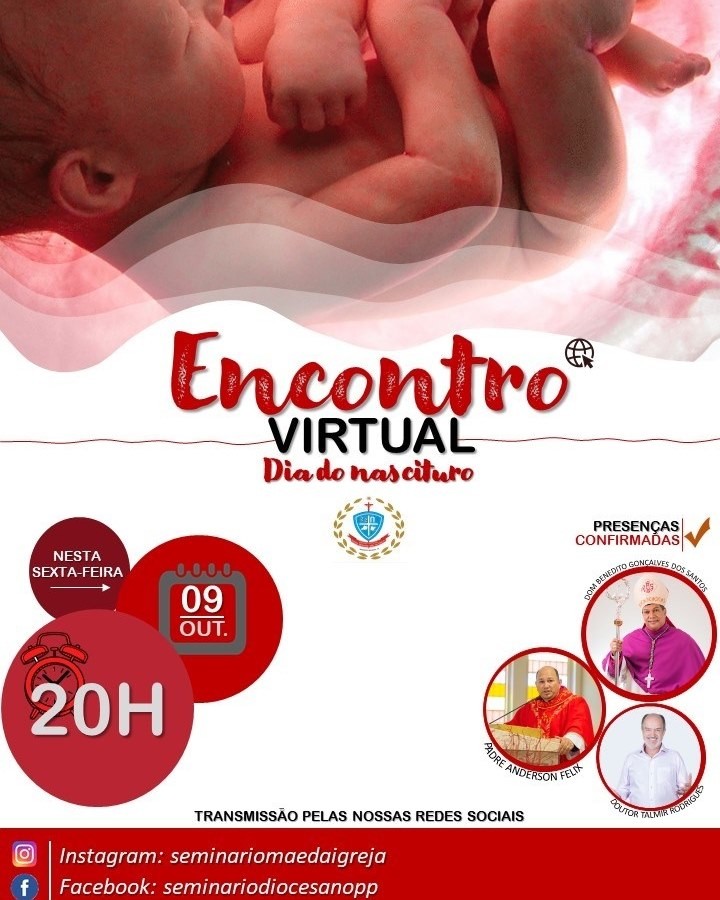 Encontro
VIRTUAL
Dia do nascituro
NESTA
SEXTA-FEIRA
09
OUT.
20H
PRESENÇAS
CONFIRMADAS
DOM BENEDITO GONÇALVES DOS SANTOS
PADRE ANDERSON FELIX
DOUTOR TALMIR RODRIGUES
TRANSMISSÃO PELAS NOSSAS REDES SOCIAIS
Instagram: seminariomaedaigreja
Facebook: seminariodiocesanopp